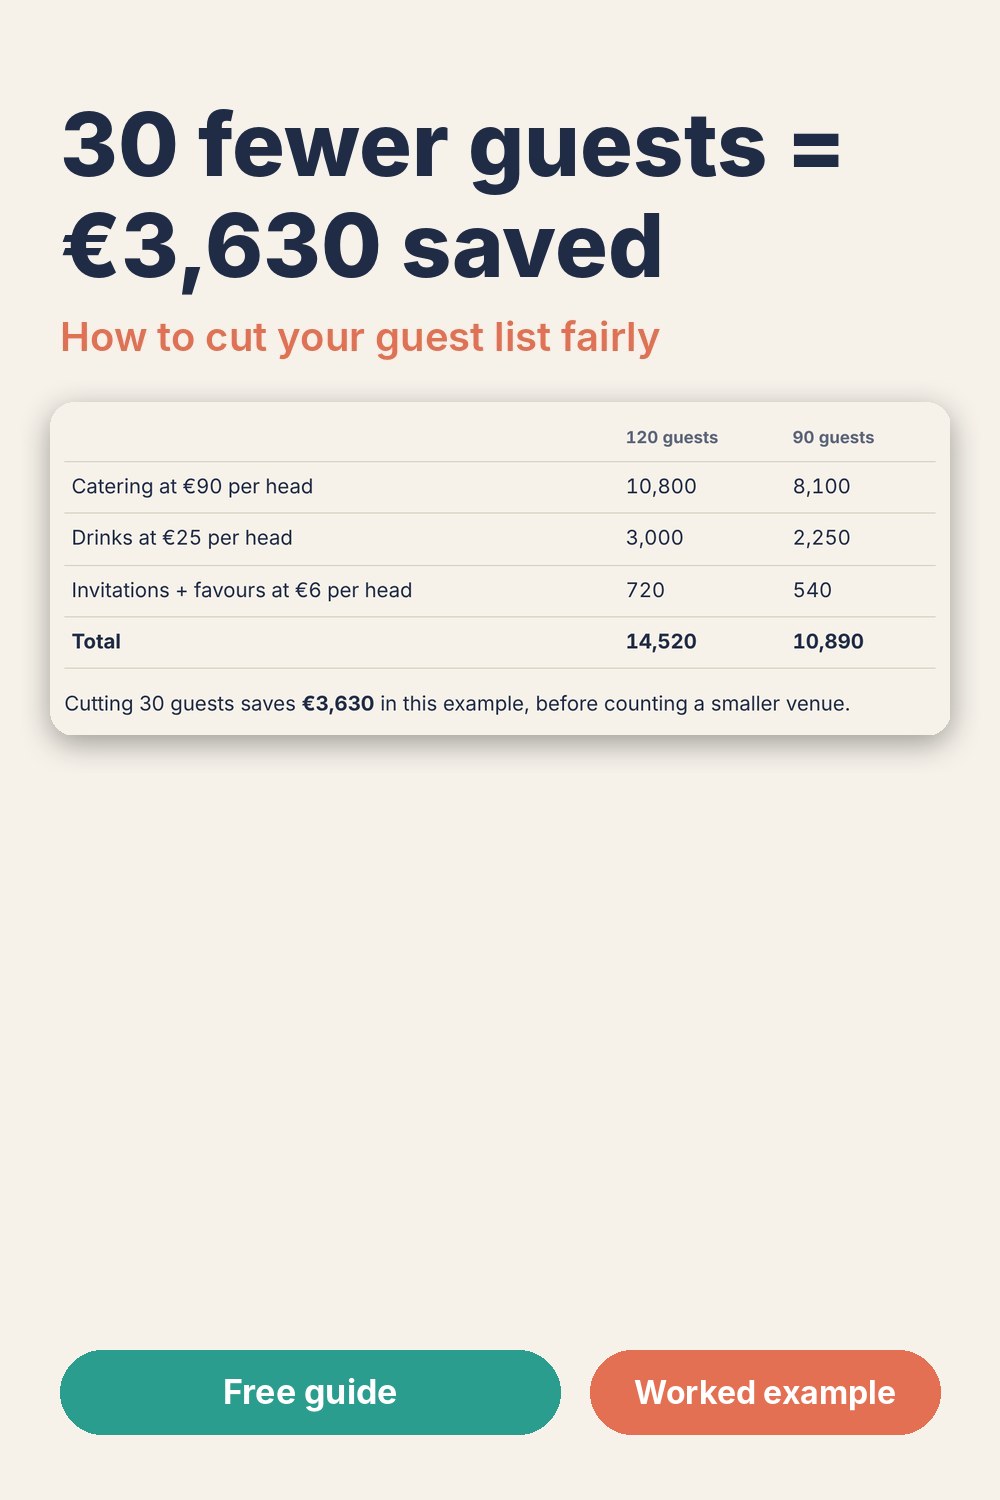 30 fewer guests =
€3,630 saved
How to cut your guest list fairly
120 guests 90 guests
Catering at €90 per head 10,800 8,100
Drinks at €25 per head 3,000 2,250
Invitations + favours at €6 per head 720 540
Total 14,520 10,890
Cutting 30 guests saves €3,630 in this example, before counting a smaller venue.
Free guide Worked example